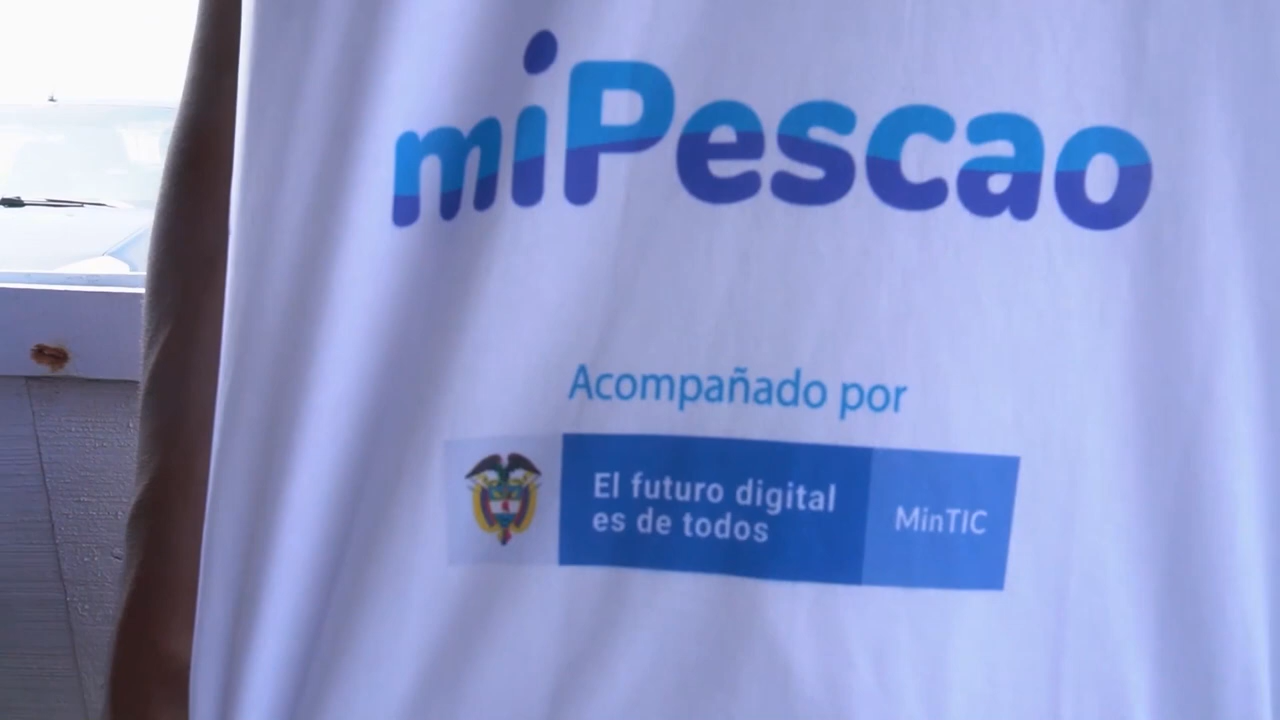 miPescao
Acompañado por
El futuro digital
es de todos
MinTIC